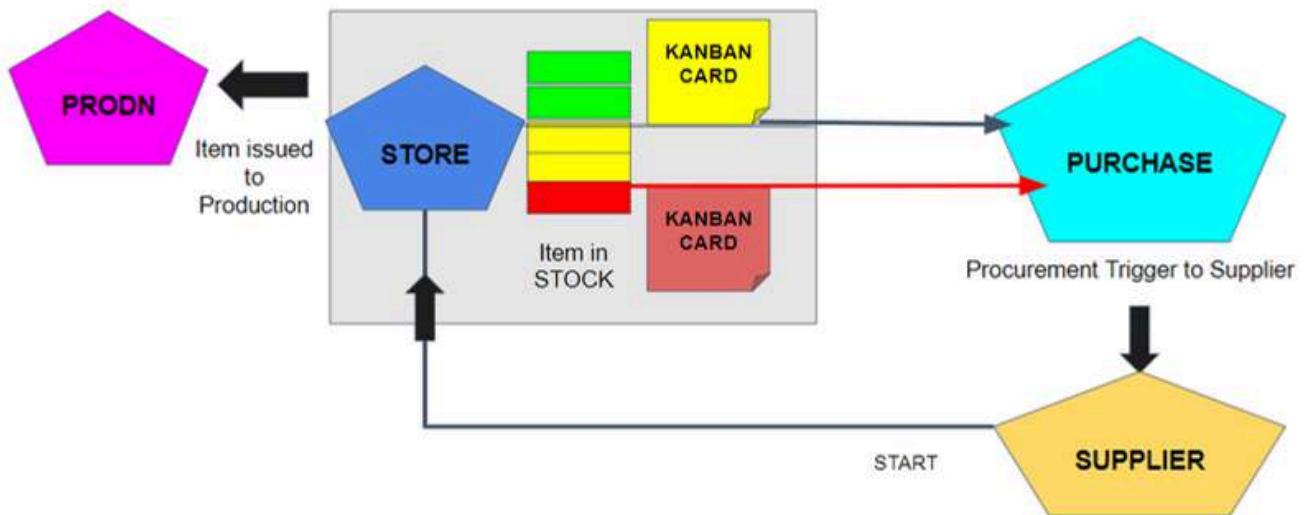 PRODN
Item issued
to
Production
STORE
Item in
STOCK
KANBAN
CARD
KANBAN
CARD
PURCHASE
Procurement Trigger to Supplier
START
SUPPLIER